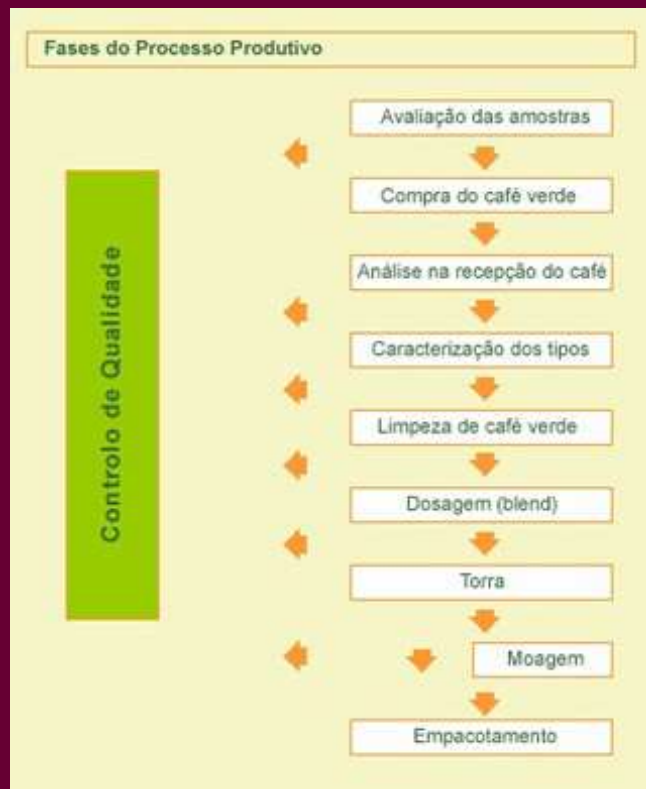 Fases do Processo Produtivo
Avaliação das amostras
Compra do café verde
Análise na recepção do café
Caracterização dos tipos
Limpeza de café verde
Dosagem (blend)
Torra
Moagem
Empacotamento
Controlo de Qualidade